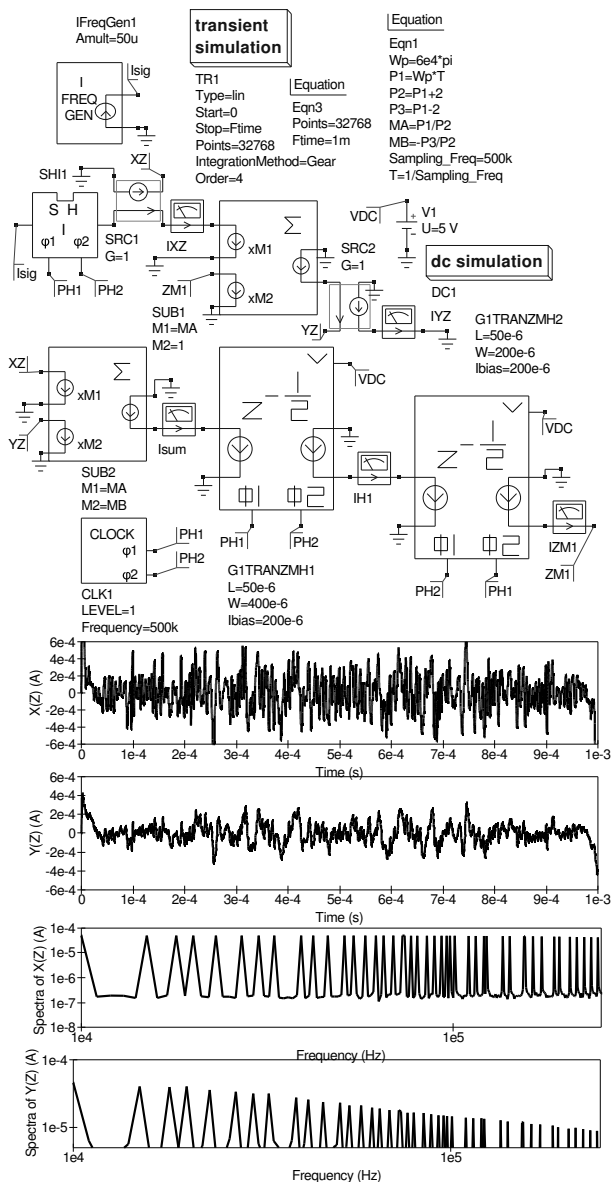 IFreqGen1
Amult=50u
Isig
I
FREQ
GEN
transient
simulation
TR1
Type=lin
Start=0
Stop=Ftime
Points=32768
IntegrationMethod=Gear
Order=4
Equation
Eqn3
Points=32768
Ftime=1m
Equation
Eqn1
Wp=6e4*pi
P1=Wp*T
P2=P1+2
P3=P1-2
MA=P1/P2
MB=-P3/P2
Sampling_Freq=500k
T=1/Sampling_Freq
SHI1
XZ
S H
I
φ1 φ2
Isig
PH1
PH2
SRC1
G=1
IXZ
Σ
xM1
xM2
ZM1
SUB1
M1=MA
M2=1
SRC2
G=1
VDC
V1
U=5 V
dc simulation
DC1
YZ
IYZ
G1TRANZMH2
L=50e-6
W=200e-6
Ibias=200e-6
XZ
Σ
xM1
YZ
xM2
Isum
SUB2
M1=MA
M2=MB
V
VDC
Z -1/2
Φ1 Φ2
PH1
PH2
IH1
V
VDC
Z -1/2
Φ1 Φ2
PH2
PH1
IZM1
ZM1
CLOCK
φ1
φ2
PH1
PH2
CLK1
LEVEL=1
Frequency=500k
G1TRANZMH1
L=50e-6
W=400e-6
Ibias=200e-6
X(Z) (A)
6e-4
4e-4
2e-4
0
-2e-4
-4e-4
-6e-4
0 1e-4 2e-4 3e-4 4e-4 5e-4 6e-4 7e-4 8e-4 9e-4 1e-3
Time (s)
Y(Z) (A)
6e-4
4e-4
2e-4
0
-2e-4
-4e-4
-6e-4
0 1e-4 2e-4 3e-4 4e-4 5e-4 6e-4 7e-4 8e-4 9e-4 1e-3
Time (s)
Spectra of X(Z) (A)
1e-4
1e-5
1e-6
1e-7
1e-8
1e4 1e5
Frequency (Hz)
Spectra of Y(Z) (A)
1e-4
1e-5
1e4 1e5
Frequency (Hz)